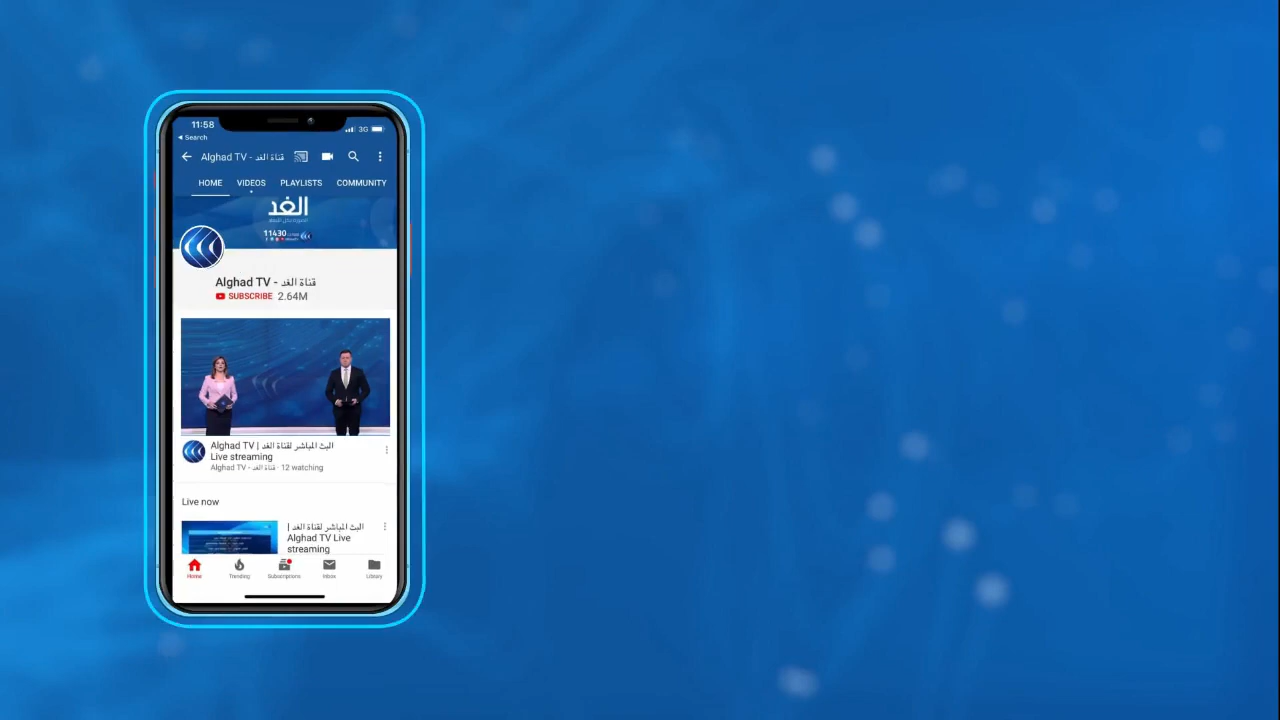 11:58
3G
Search
Alghad TV - قناة الغد
HOME VIDEOS PLAYLISTS COMMUNITY
الغد
11430
Alghad TV - قناة الغد
SUBSCRIBE 2.64M
Alghad TV | البث المباشر لقناة الغد
Live streaming
Alghad TV - قناة الغد · 12 watching
Live now
البث المباشر لقناة الغد |
Alghad TV Live
streaming
Home Trending Subscriptions Inbox Library